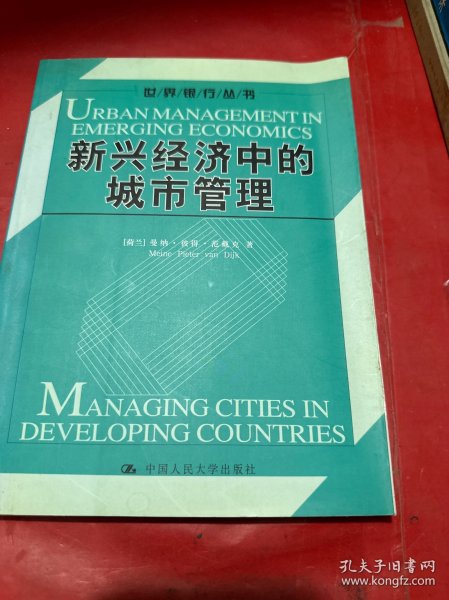 世/界/银/行/丛/书
URBAN MANAGEMENT IN
EMERGING ECONOMICS
新兴经济中的
城市管理
[荷兰] 曼纳·彼得·范戴克 著
Meine Pieter van Dijk
MANAGING CITIES IN
DEVELOPING COUNTRIES
中国人民大学出版社
孔夫子旧书网
www.kongfz.com